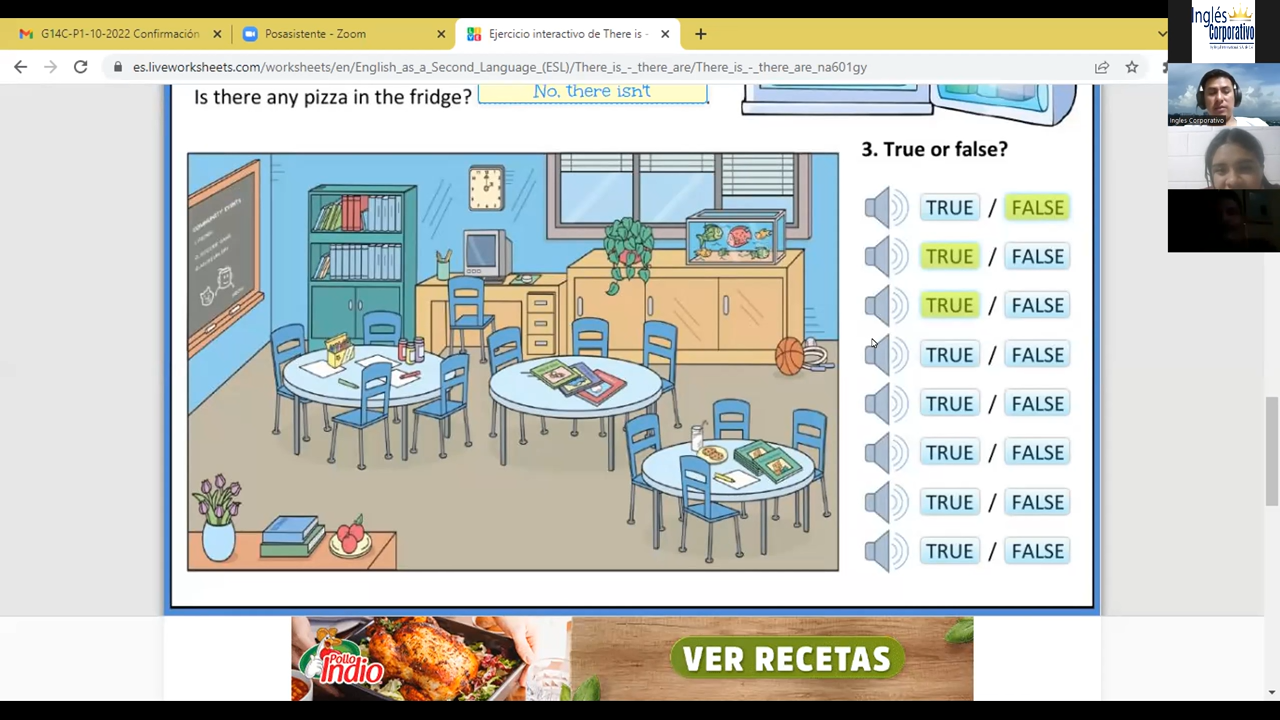 G14C-P1-10-2022 Confirmación
Posasistente - Zoom
Ejercicio interactivo de There is -
es.liveworksheets.com/worksheets/en/English_as_a_Second_Language_(ESL)/There_is_-_there_are/There_is_-_there_are_na601gy
Inglés
Corporativo
Ingles Corporativo
Is there any pizza in the fridge? No, there isn't
3. True or false?
COMMUNITY EVENTS
TRUE / FALSE
TRUE / FALSE
TRUE / FALSE
TRUE / FALSE
TRUE / FALSE
TRUE / FALSE
TRUE / FALSE
TRUE / FALSE
Pollo
Indio
VER RECETAS